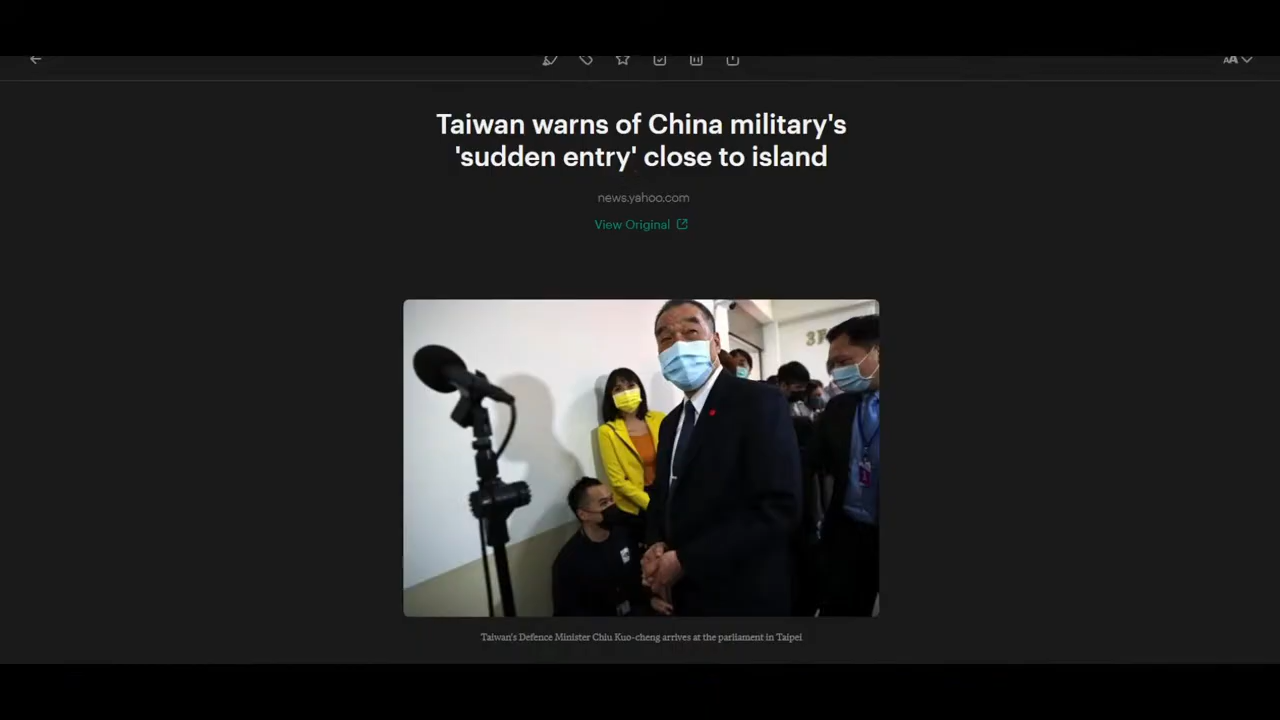 AA
Taiwan warns of China military's
'sudden entry' close to island
news.yahoo.com
View Original
Taiwan's Defence Minister Chiu Kuo-cheng arrives at the parliament in Taipei